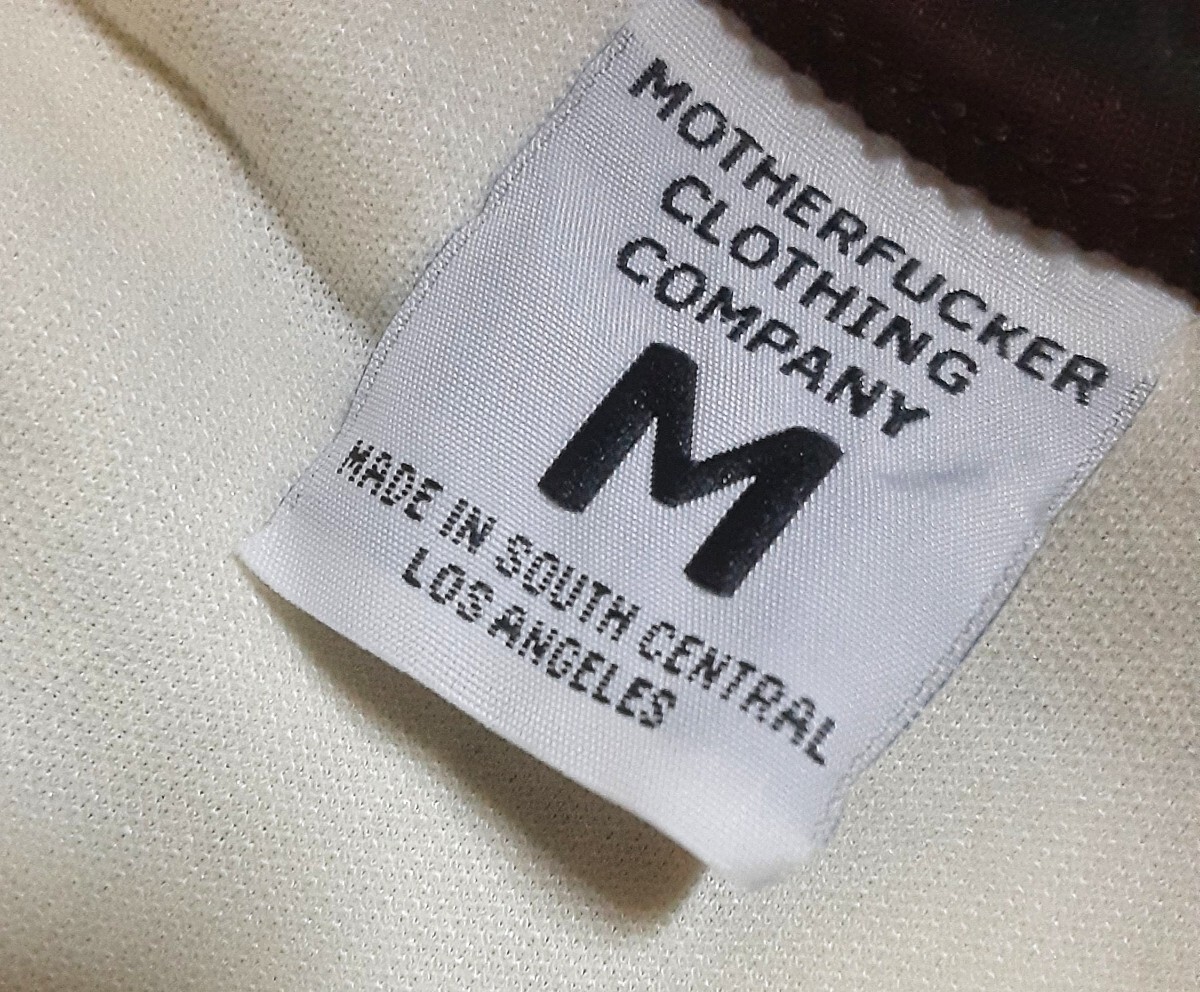 MOTHERFUCKER
CLOTHING
COMPANY
M
MADE IN SOUTH CENTRAL
LOS ANGELES